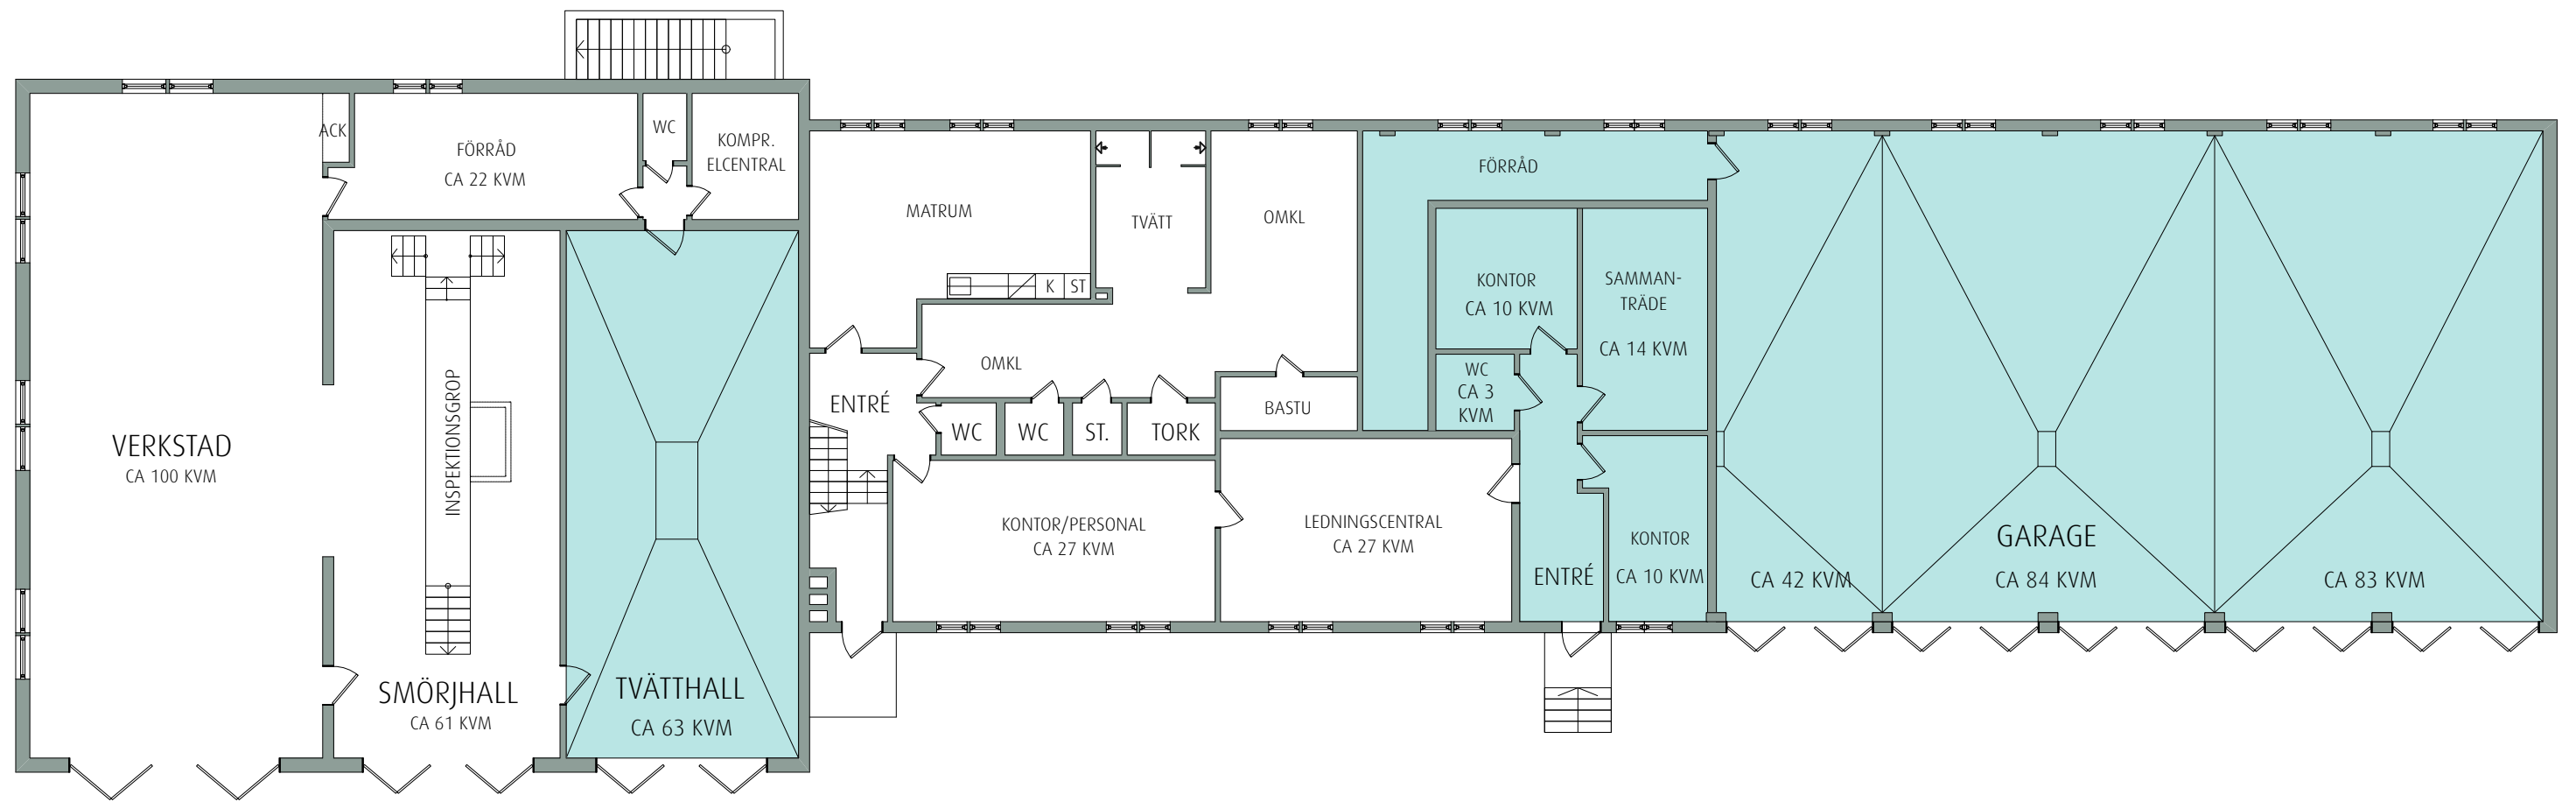 ACK
FÖRRÅD
CA 22 KVM
WC
KOMPR.
ELCENTRAL
MATRUM
K
ST
TVÄTT
OMKL
FÖRRÅD
KONTOR
CA 10 KVM
SAMMAN-
TRÄDE
CA 14 KVM
WC
CA 3
KVM
OMKL
ENTRÉ
WC
WC
ST.
TORK
BASTU
VERKSTAD
CA 100 KVM
INSPEKTIONSGROP
KONTOR/PERSONAL
CA 27 KVM
LEDNINGSCENTRAL
CA 27 KVM
ENTRÉ
KONTOR
CA 10 KVM
GARAGE
CA 42 KVM
CA 84 KVM
CA 83 KVM
SMÖRJHALL
CA 61 KVM
TVÄTTHALL
CA 63 KVM